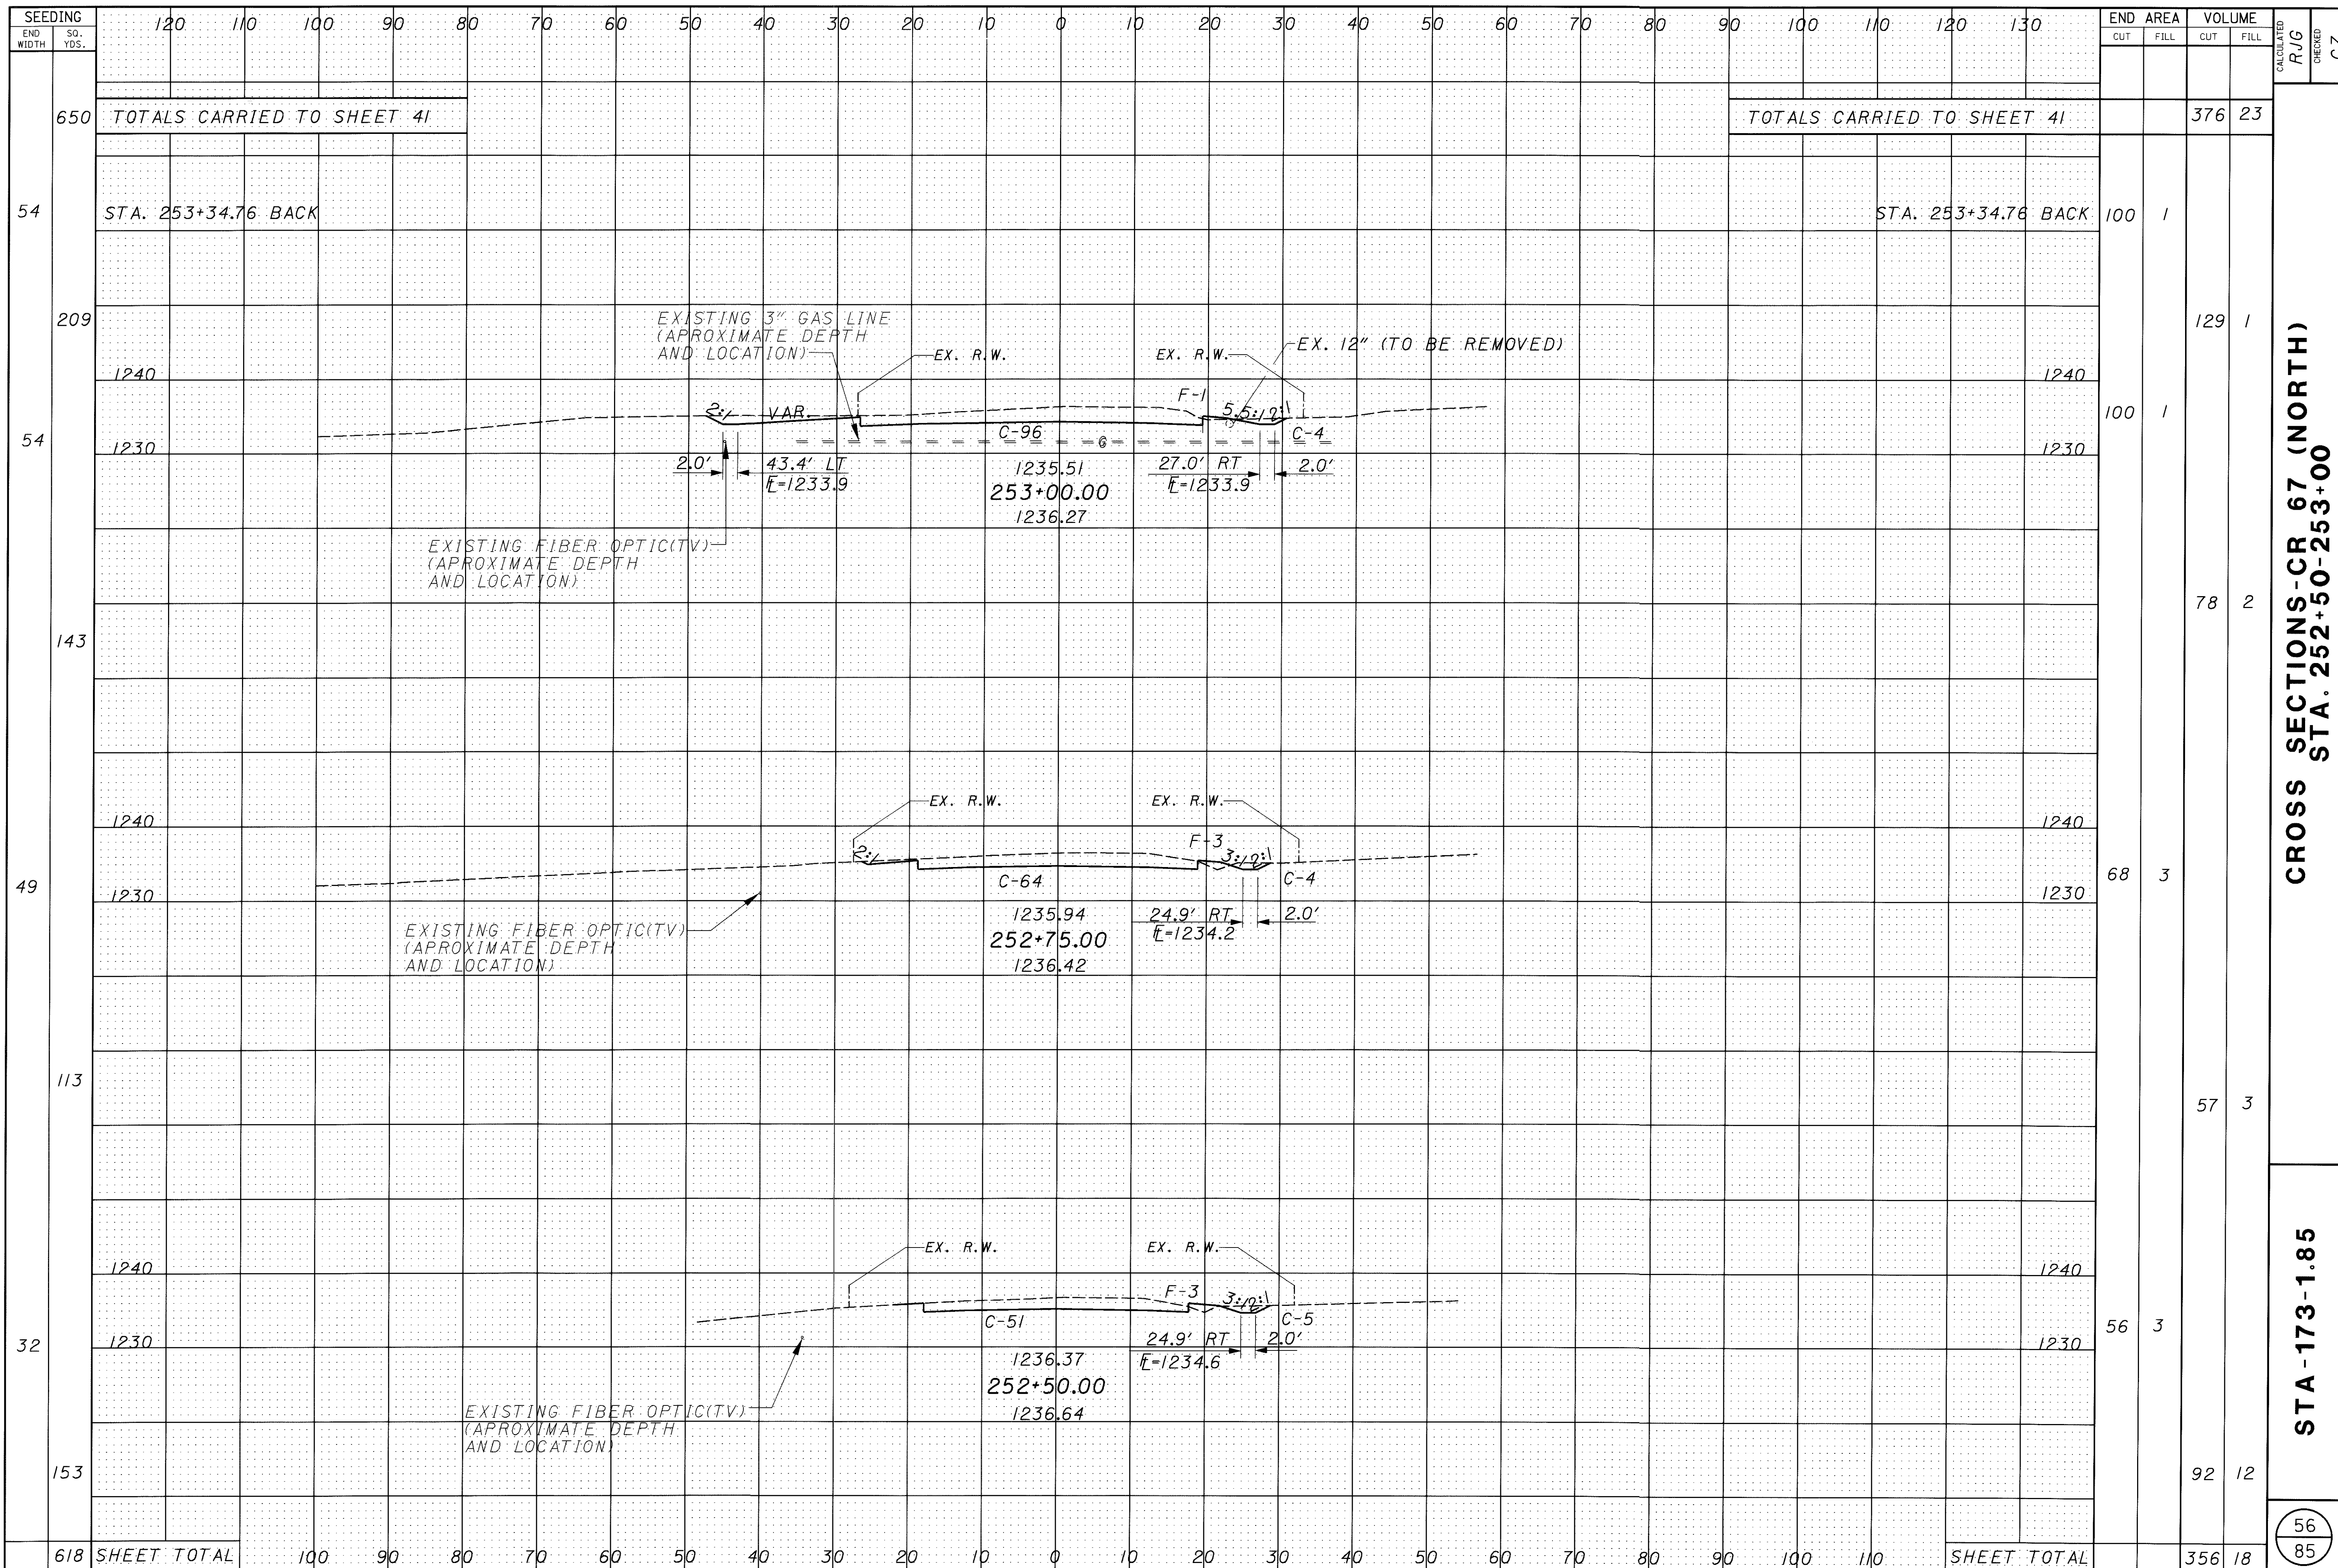 SEEDING
END WIDTH
SQ. YDS.
120 110 100 90 80 70 60 50 40 30 20 10 0 10 20 30 40 50 60 70 80 90 100 110 120 130
END AREA
VOLUME
CUT FILL CUT FILL
CALCULATED
RJG
CHECKED
650 TOTALS CARRIED TO SHEET 41
TOTALS CARRIED TO SHEET 41 376 23
54 STA. 253+34.76 BACK
STA. 253+34.76 BACK 100 1
209
129 1
EXISTING 3" GAS LINE
(APROXIMATE DEPTH
AND LOCATION)
EX. R.W.
EX. R.W.
EX. 12" (TO BE REMOVED)
1240
1240
2:1
VAR.
F-1
5.5:1
2:1
100 1
54
C-96
G
C-4
1230
1230
2.0'
43.4' LT
FL=1233.9
1235.51
253+00.00
1236.27
27.0' RT
FL=1233.9
2.0'
EXISTING FIBER OPTIC(TV)
(APROXIMATE DEPTH
AND LOCATION)
143
78 2
EX. R.W.
EX. R.W.
1240
1240
2:1
F-3
3:1
2:1
49
C-64
C-4
68 3
1230
1230
1235.94
252+75.00
1236.42
24.9' RT
FL=1234.2
2.0'
EXISTING FIBER OPTIC(TV)
(APROXIMATE DEPTH
AND LOCATION)
113
57 3
EX. R.W.
EX. R.W.
1240
1240
F-3
3:1
2:1
C-51
C-5
32
56 3
1230
1230
1236.37
252+50.00
1236.64
24.9' RT
FL=1234.6
2.0'
EXISTING FIBER OPTIC(TV)
(APROXIMATE DEPTH
AND LOCATION)
153
92 12
618 SHEET TOTAL
100 90 80 70 60 50 40 30 20 10 0 10 20 30 40 50 60 70 80 90 100 110
SHEET TOTAL 356 18
CROSS SECTIONS-CR 67 (NORTH)
STA. 252+50-253+00
STA-173-1.85
56
85